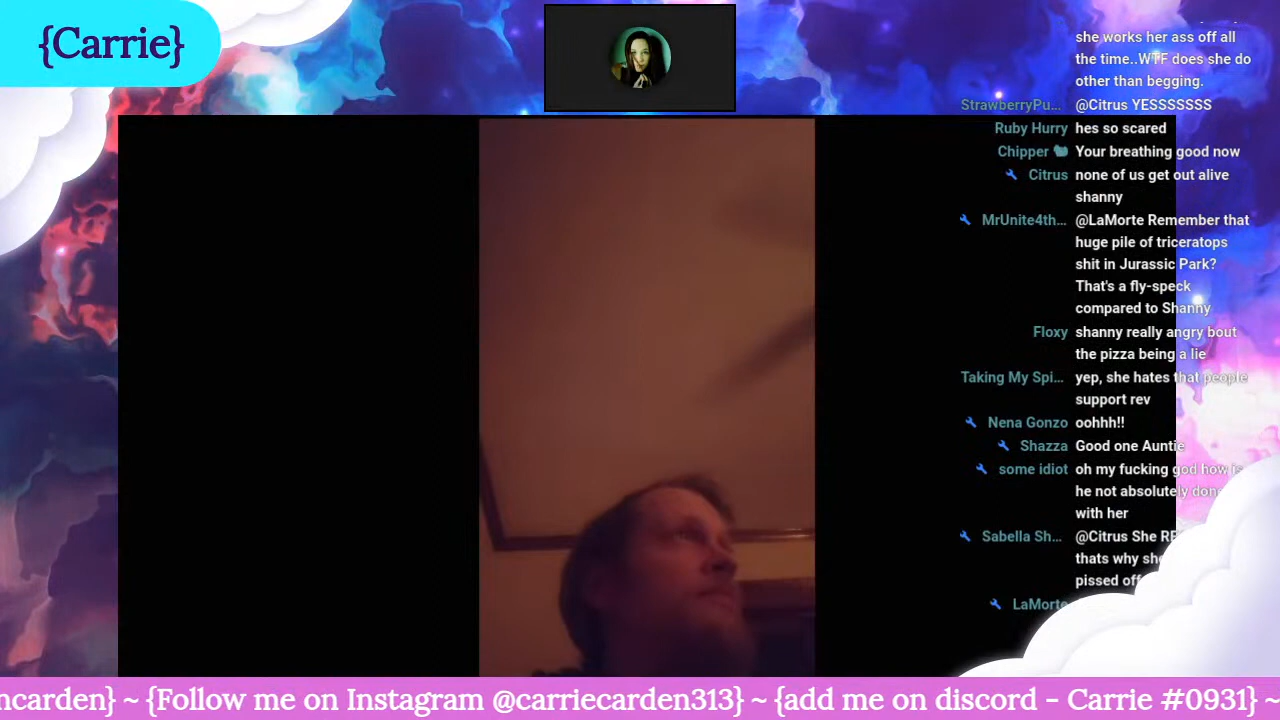 {Carrie}
she works her ass off all
the time..WTF does she do
other than begging.
StrawberryPu... @Citrus YESSSSSSS
Ruby Hurry hes so scared
Chipper Your breathing good now
Citrus none of us get out alive
shanny
MrUnite4th... @LaMorte Remember that
huge pile of triceratops
shit in Jurassic Park?
That's a fly-speck
compared to Shanny
Floxy shanny really angry bout
the pizza being a lie
Taking My Spi... yep, she hates that people
support rev
Nena Gonzo oohhh!!
Shazza Good one Auntie
some idiot oh my fucking god how is
he not absolutely
with her
Sabella Sh... @Citrus She
thats why she
pissed off
LaMorte
ncarden} ~ {Follow me on Instagram @carriecarden313} ~ {add me on discord - Carrie #0931} ~